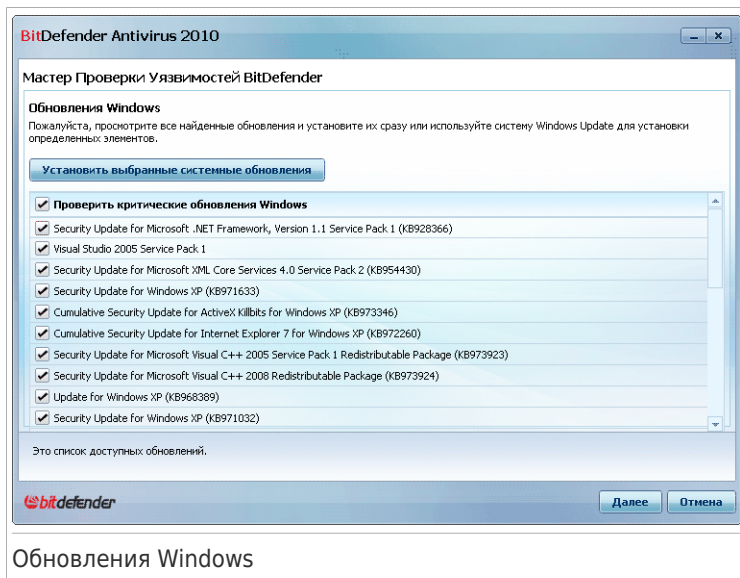 BitDefender Antivirus 2010
Мастер Проверки Уязвимостей BitDefender
Обновления Windows
Пожалуйста, просмотрите все найденные обновления и установите их сразу или используйте систему Windows Update для установки
определенных элементов.
Установить выбранные системные обновления
Проверить критические обновления Windows
Security Update for Microsoft .NET Framework, Version 1.1 Service Pack 1 (KB928366)
Visual Studio 2005 Service Pack 1
Security Update for Microsoft XML Core Services 4.0 Service Pack 2 (KB954430)
Security Update for Windows XP (KB971633)
Cumulative Security Update for ActiveX Killbits for Windows XP (KB973346)
Cumulative Security Update for Internet Explorer 7 for Windows XP (KB972260)
Security Update for Microsoft Visual C++ 2005 Service Pack 1 Redistributable Package (KB973923)
Security Update for Microsoft Visual C++ 2008 Redistributable Package (KB973924)
Update for Windows XP (KB968389)
Security Update for Windows XP (KB971032)
Это список доступных обновлений.
bitdefender
Далее
Отмена
Обновления Windows